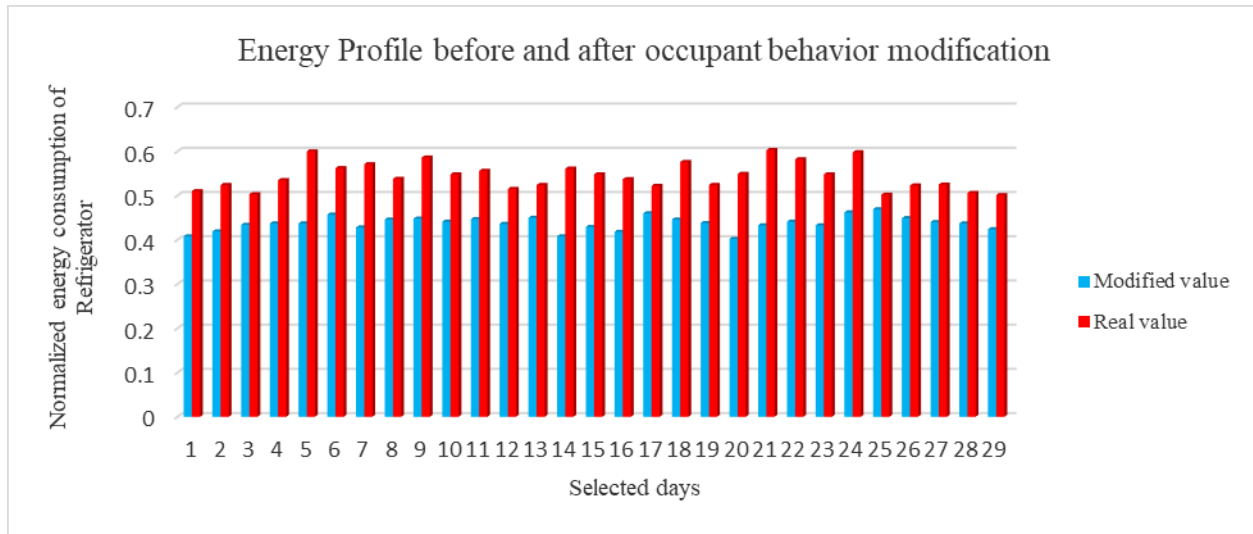 Energy Profile before and after occupant behavior modification
Normalized energy consumption of
Refrigerator
0.7
0.6
0.5
0.4
0.3
0.2
0.1
0
1 2 3 4 5 6 7 8 9 10 11 12 13 14 15 16 17 18 19 20 21 22 23 24 25 26 27 28 29
Selected days
Modified value
Real value